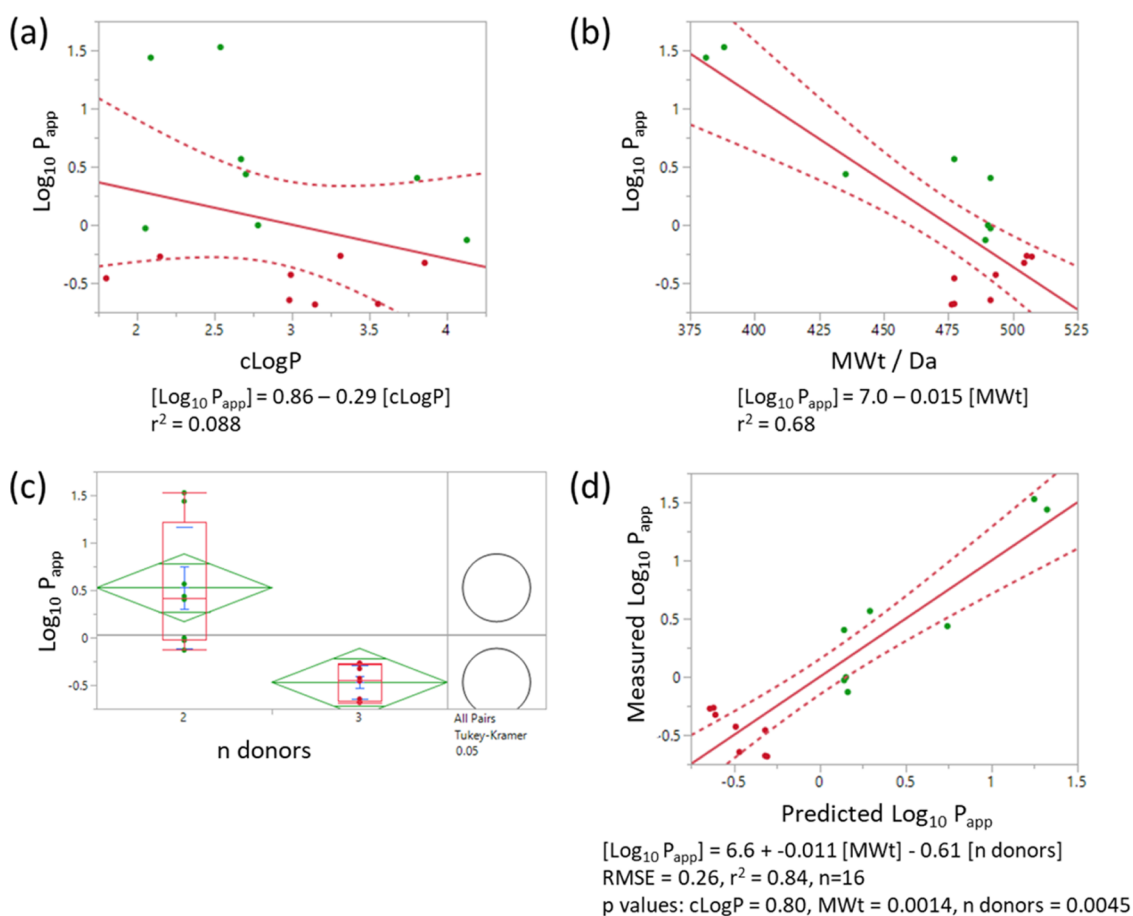 (a)
Log₁₀ Pₐₚₚ
1.5
1
0.5
0
-0.5
2
2.5
3
3.5
4
cLogP
[Log₁₀ Pₐₚₚ] = 0.86 – 0.29 [cLogP]
r² = 0.088
(b)
Log₁₀ Pₐₚₚ
1.5
1
0.5
0
-0.5
375
400
425
450
475
500
525
MWt / Da
[Log₁₀ Pₐₚₚ] = 7.0 – 0.015 [MWt]
r² = 0.68
(c)
Log₁₀ Pₐₚₚ
1.5
1
0.5
0
-0.5
2
3
n donors
All Pairs
Tukey-Kramer
0.05
(d)
Measured Log₁₀ Pₐₚₚ
1.5
1
0.5
0
-0.5
-0.5
0
0.5
1
1.5
Predicted Log₁₀ Pₐₚₚ
[Log₁₀ Pₐₚₚ] = 6.6 + -0.011 [MWt] - 0.61 [n donors]
RMSE = 0.26, r² = 0.84, n=16
p values: cLogP = 0.80, MWt = 0.0014, n donors = 0.0045